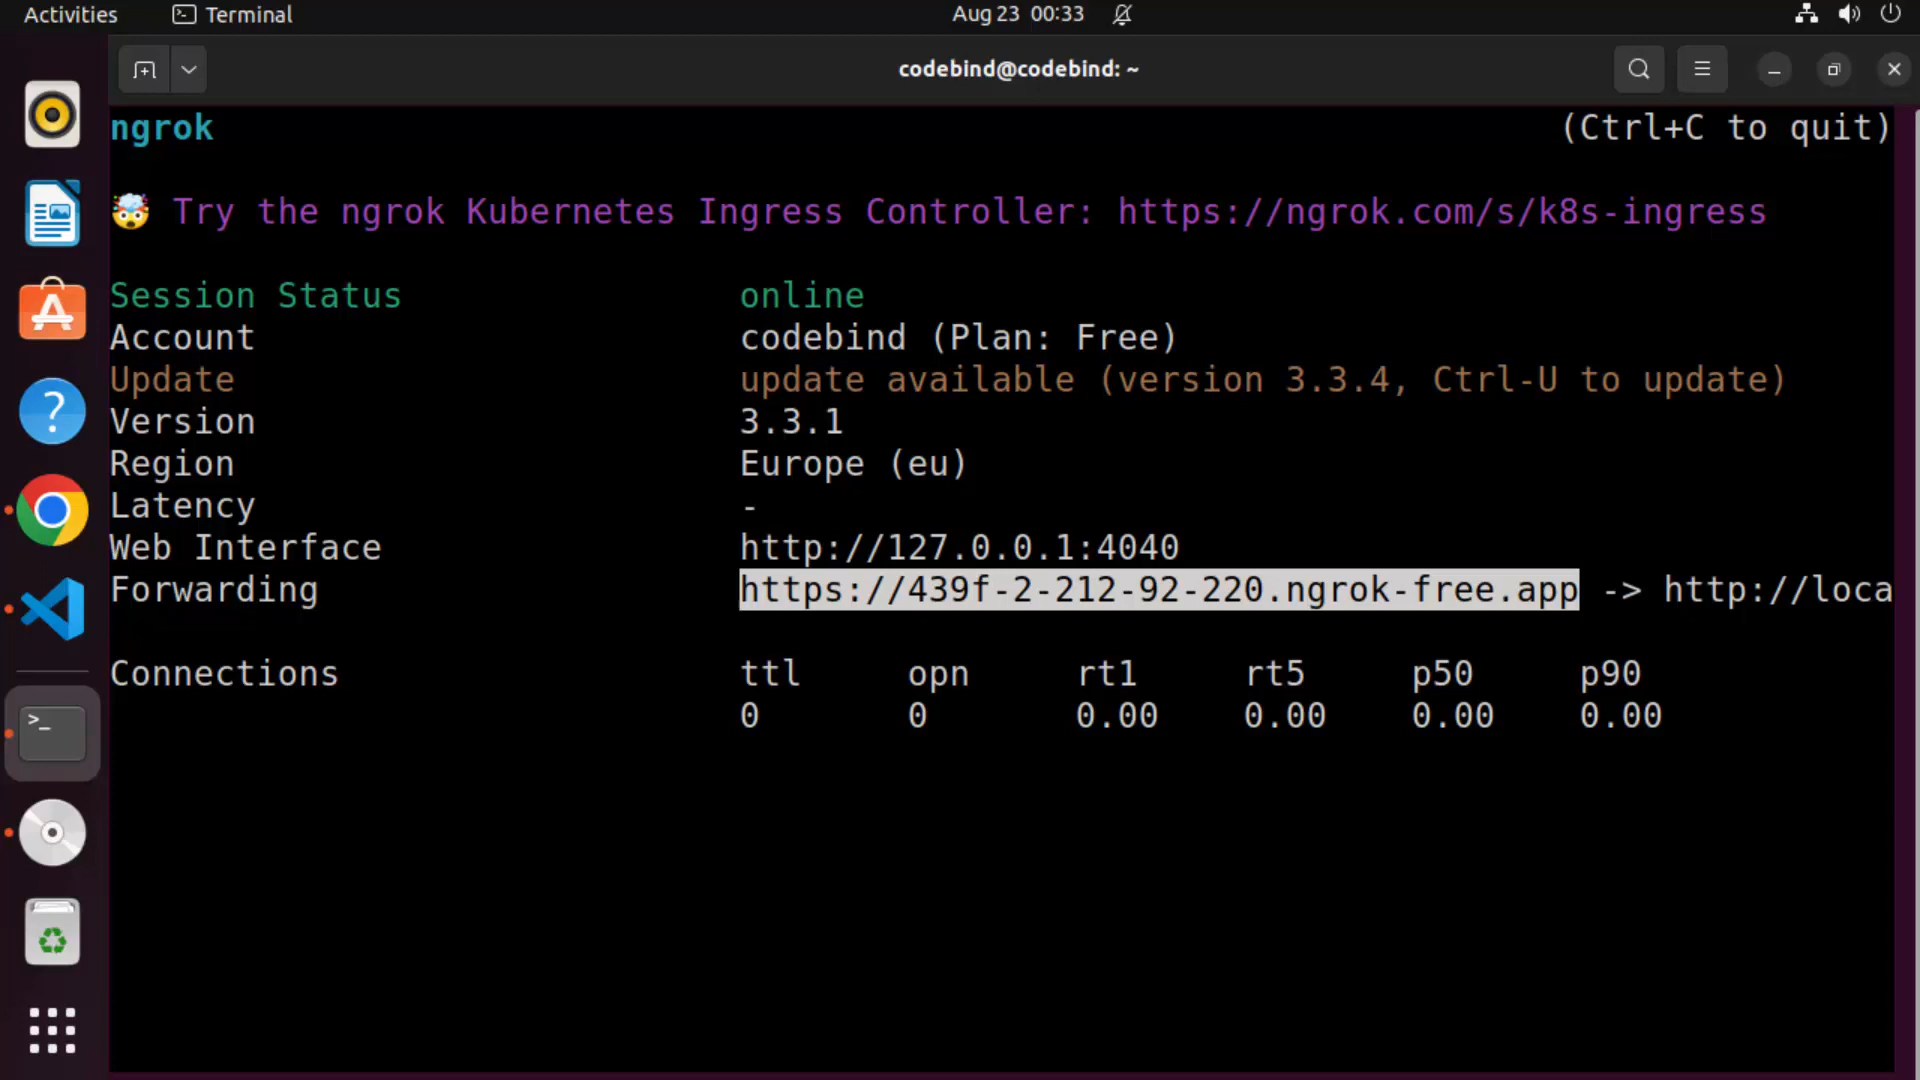 Activities Terminal Aug 23 00:33
codebind@codebind: ~
ngrok (Ctrl+C to quit)
Try the ngrok Kubernetes Ingress Controller: https://ngrok.com/s/k8s-ingress
Session Status online
Account codebind (Plan: Free)
Update update available (version 3.3.4, Ctrl-U to update)
Version 3.3.1
Region Europe (eu)
Latency -
Web Interface http://127.0.0.1:4040
Forwarding https://439f-2-212-92-220.ngrok-free.app -> http://loca
Connections ttl opn rt1 rt5 p50 p90
0 0 0.00 0.00 0.00 0.00